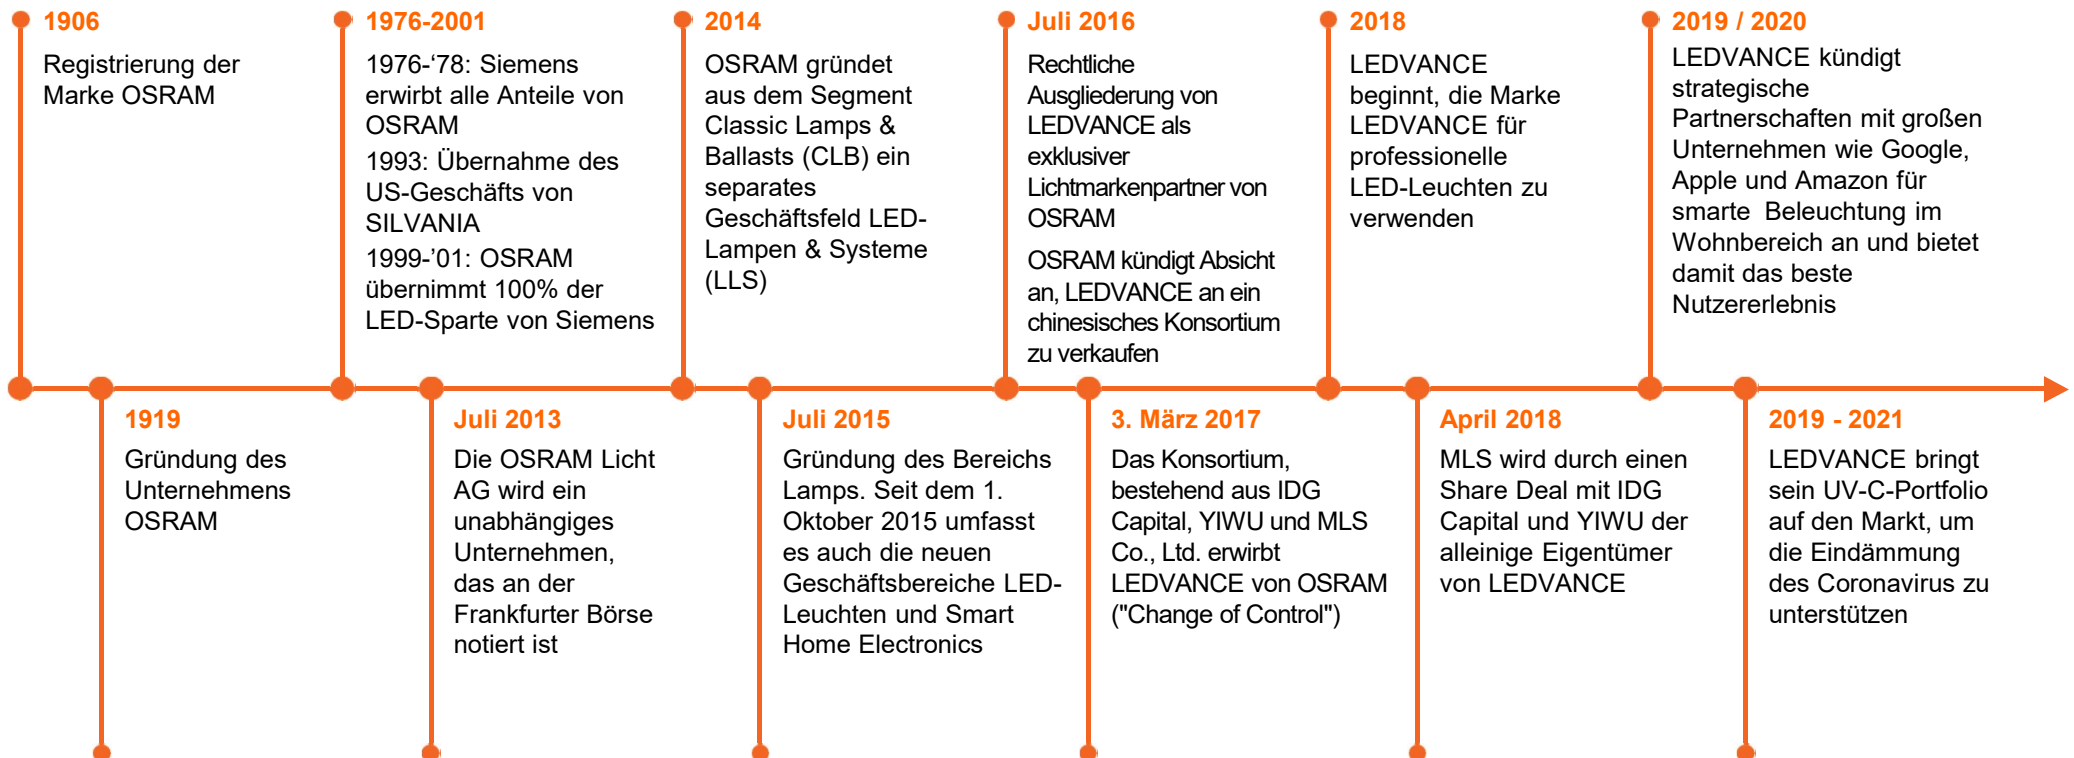 1906
Registrierung der
Marke OSRAM
1976-2001
1976-‘78: Siemens
erwirbt alle Anteile von
OSRAM
1993: Übernahme des
US-Geschäfts von
SILVANIA
1999-’01: OSRAM
übernimmt 100% der
LED-Sparte von Siemens
2014
OSRAM gründet
aus dem Segment
Classic Lamps &
Ballasts (CLB) ein
separates
Geschäftsfeld LED-
Lampen & Systeme
(LLS)
Juli 2016
Rechtliche
Ausgliederung von
LEDVANCE als
exklusiver
Lichtmarkenpartner von
OSRAM
OSRAM kündigt Absicht
an, LEDVANCE an ein
chinesisches Konsortium
zu verkaufen
2018
LEDVANCE
beginnt, die Marke
LEDVANCE für
professionelle
LED-Leuchten zu
verwenden
2019 / 2020
LEDVANCE kündigt
strategische
Partnerschaften mit großen
Unternehmen wie Google,
Apple und Amazon für
smarte Beleuchtung im
Wohnbereich an und bietet
damit das beste
Nutzererlebnis
1919
Gründung des
Unternehmens
OSRAM
Juli 2013
Die OSRAM Licht
AG wird ein
unabhängiges
Unternehmen,
das an der
Frankfurter Börse
notiert ist
Juli 2015
Gründung des Bereichs
Lamps. Seit dem 1.
Oktober 2015 umfasst
es auch die neuen
Geschäftsbereiche LED-
Leuchten und Smart
Home Electronics
3. März 2017
Das Konsortium,
bestehend aus IDG
Capital, YIWU und MLS
Co., Ltd. erwirbt
LEDVANCE von OSRAM
("Change of Control")
April 2018
MLS wird durch einen
Share Deal mit IDG
Capital und YIWU der
alleinige Eigentümer
von LEDVANCE
2019 - 2021
LEDVANCE bringt
sein UV-C-Portfolio
auf den Markt, um
die Eindämmung
des Coronavirus zu
unterstützen